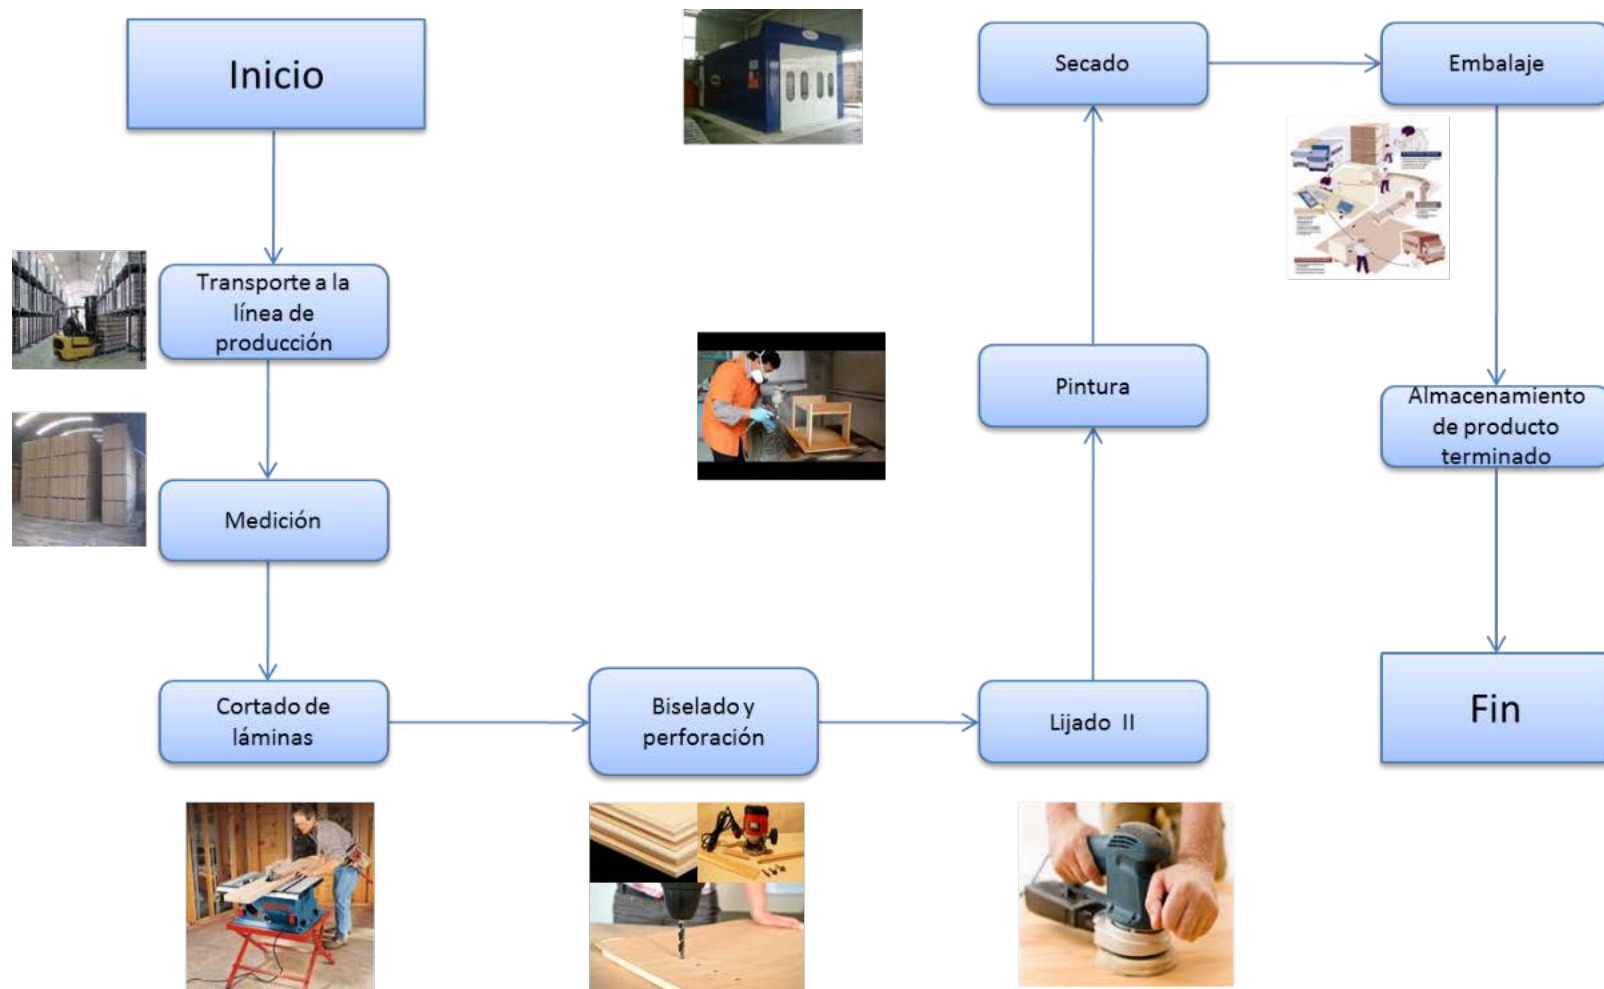 Inicio
Transporte a la
línea de
producción
Medición
Cortado de
láminas
Biselado y
perforación
Lijado  II
Pintura
Secado
Embalaje
Almacenamiento
de producto
terminado
Fin